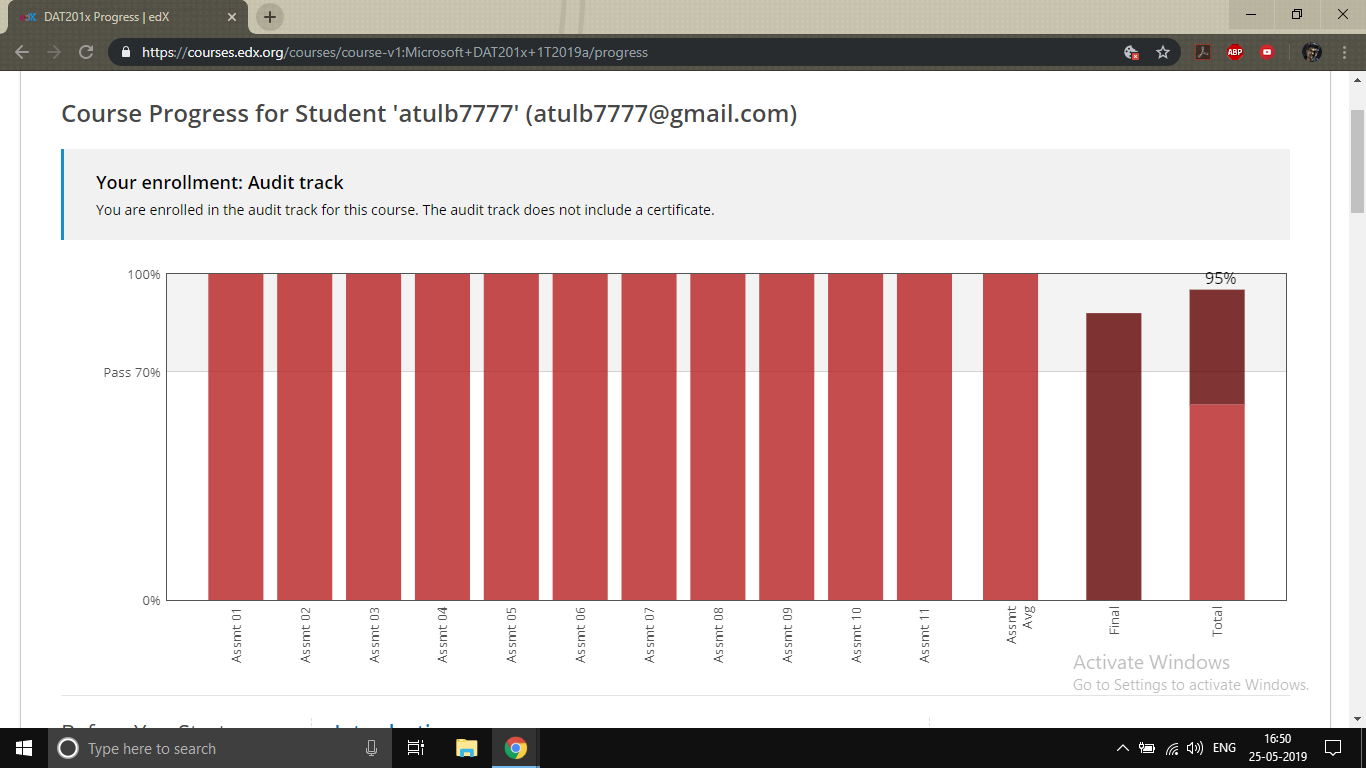 DAT201x Progress | edX
https://courses.edx.org/courses/course-v1:Microsoft+DAT201x+1T2019a/progress
ABP
Course Progress for Student 'atulb7777' (atulb7777@gmail.com)
Your enrollment: Audit track
You are enrolled in the audit track for this course. The audit track does not include a certificate.
100%
95%
Pass 70%
0%
Assmt 01
Assmt 02
Assmt 03
Assmt 04
Assmt 05
Assmt 06
Assmt 07
Assmt 08
Assmt 09
Assmt 10
Assmt 11
Assmt
Avg
Final
Total
Activate Windows
Go to Settings to activate Windows.
Type here to search
ENG
16:50
25-05-2019